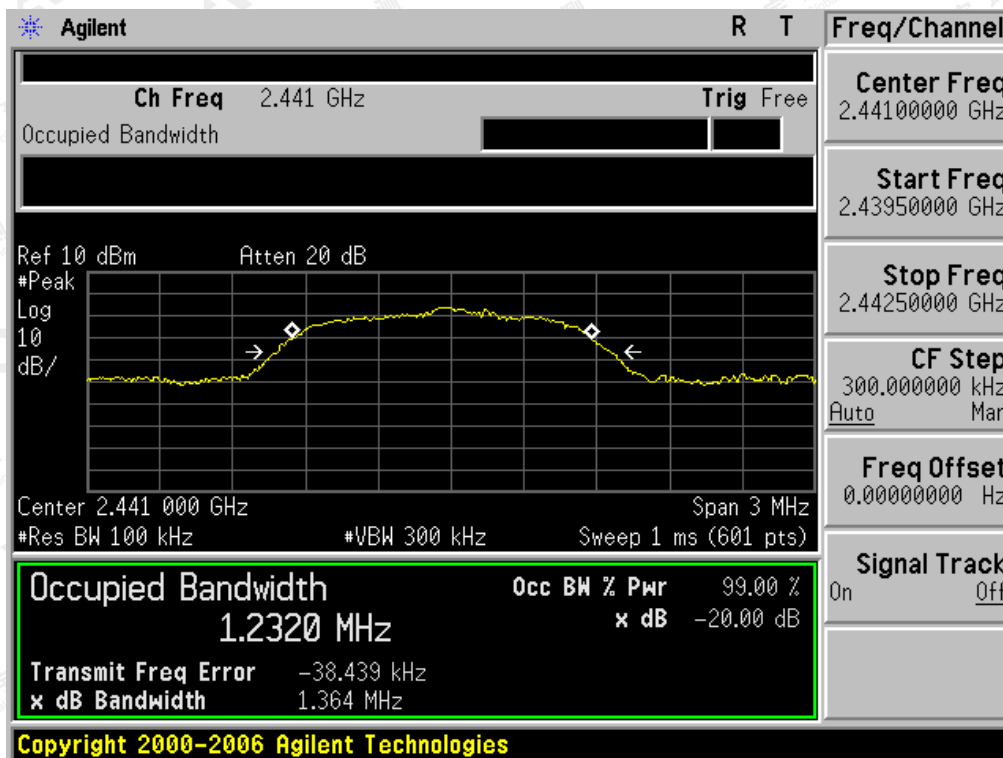 Agilent R T Freq/Channel
Ch Freq 2.441 GHz Trig Free
Occupied Bandwidth
Center Freq
2.44100000 GHz
Start Freq
2.43950000 GHz
Stop Freq
2.44250000 GHz
CF Step
300.000000 kHz
Auto Man
Freq Offset
0.00000000 Hz
Signal Track
On Off
Ref 10 dBm Atten 20 dB
#Peak
Log
10
dB/
Center 2.441 000 GHz Span 3 MHz
#Res BW 100 kHz #VBW 300 kHz Sweep 1 ms (601 pts)
Occupied Bandwidth Occ BW % Pwr 99.00 %
1.2320 MHz x dB -20.00 dB
Transmit Freq Error -38.439 kHz
x dB Bandwidth 1.364 MHz
Copyright 2000-2006 Agilent Technologies